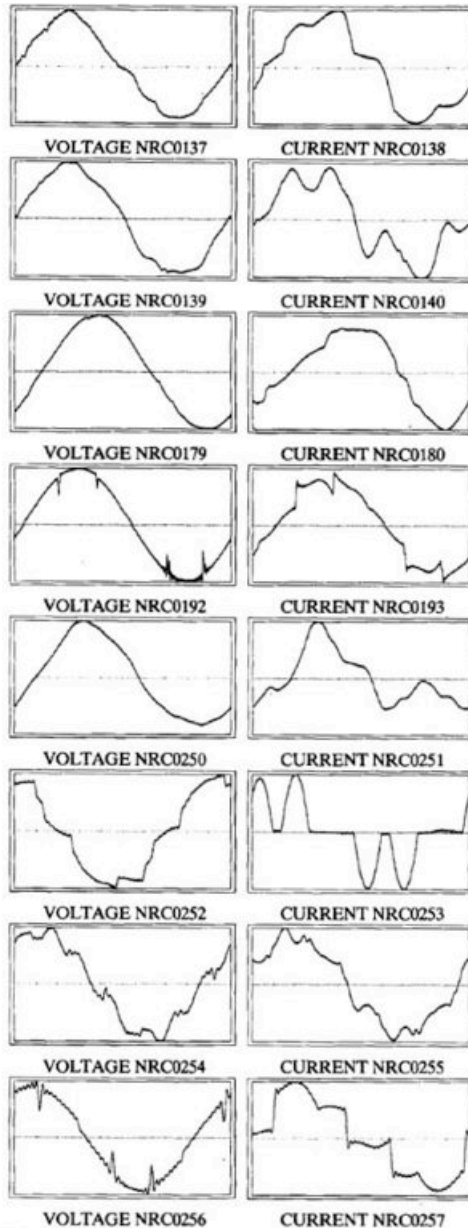 VOLTAGE NRC0137 CURRENT NRC0138
VOLTAGE NRC0139 CURRENT NRC0140
VOLTAGE NRC0179 CURRENT NRC0180
VOLTAGE NRC0192 CURRENT NRC0193
VOLTAGE NRC0250 CURRENT NRC0251
VOLTAGE NRC0252 CURRENT NRC0253
VOLTAGE NRC0254 CURRENT NRC0255
VOLTAGE NRC0256 CURRENT NRC0257